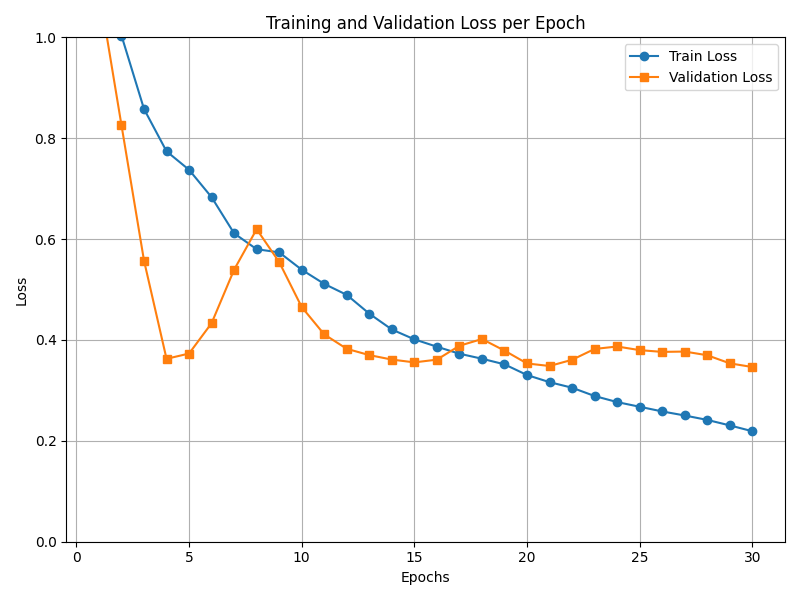 Training and Validation Loss per Epoch
Train Loss
Validation Loss
1.0
0.8
0.6
0.4
0.2
0.0
Loss
0 5 10 15 20 25 30
Epochs